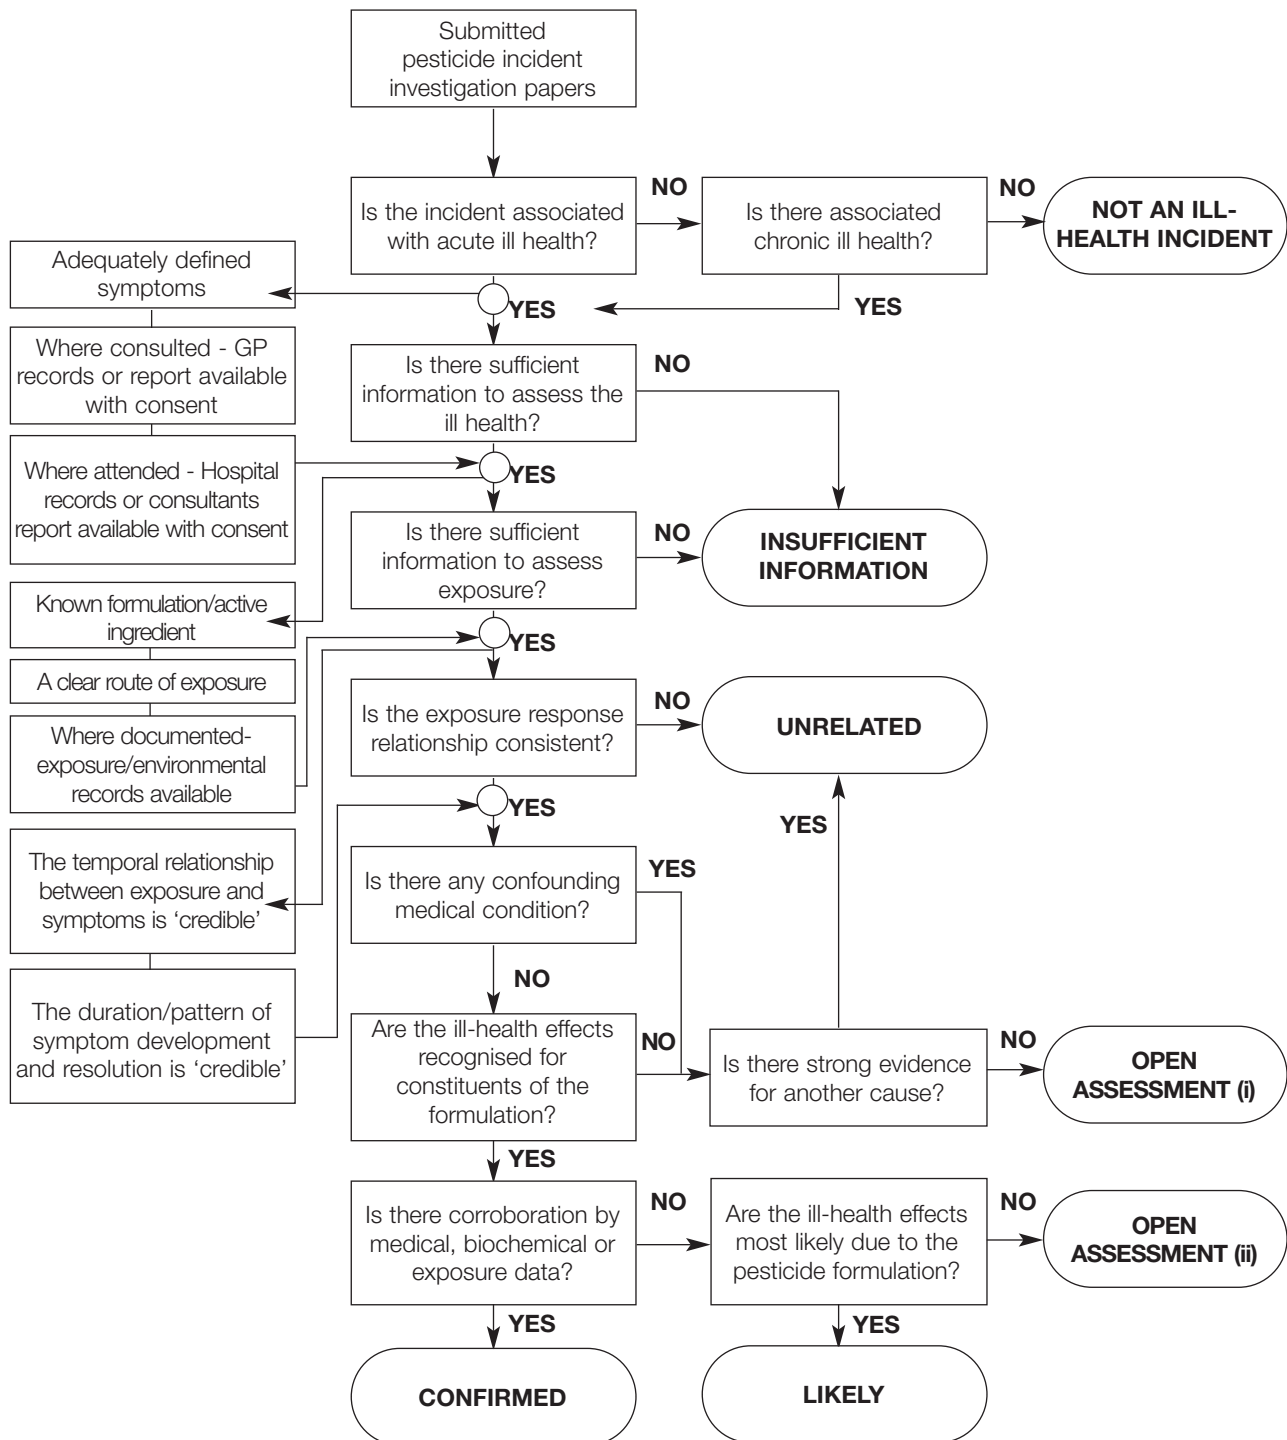 Submitted
pesticide incident
investigation papers
Is the incident associated
with acute ill health?
NO
Is there associated
chronic ill health?
NO
NOT AN ILL-
HEALTH INCIDENT
YES
YES
Adequately defined
symptoms
Where consulted - GP
records or report available
with consent
Where attended - Hospital
records or consultants
report available with consent
Is there sufficient
information to assess the
ill health?
NO
YES
Is there sufficient
information to assess
exposure?
NO
INSUFFICIENT
INFORMATION
YES
Known formulation/active
ingredient
A clear route of exposure
Where documented-
exposure/environmental
records available
Is the exposure response
relationship consistent?
NO
UNRELATED
YES
The temporal relationship
between exposure and
symptoms is ‘credible’
The duration/pattern of
symptom development
and resolution is ‘credible’
Is there any confounding
medical condition?
YES
NO
Are the ill-health effects
recognised for
constituents of the
formulation?
NO
Is there strong evidence
for another cause?
YES
NO
OPEN
ASSESSMENT (i)
YES
Is there corroboration by
medical, biochemical or
exposure data?
NO
Are the ill-health effects
most likely due to the
pesticide formulation?
NO
OPEN
ASSESSMENT (ii)
YES
YES
CONFIRMED
LIKELY